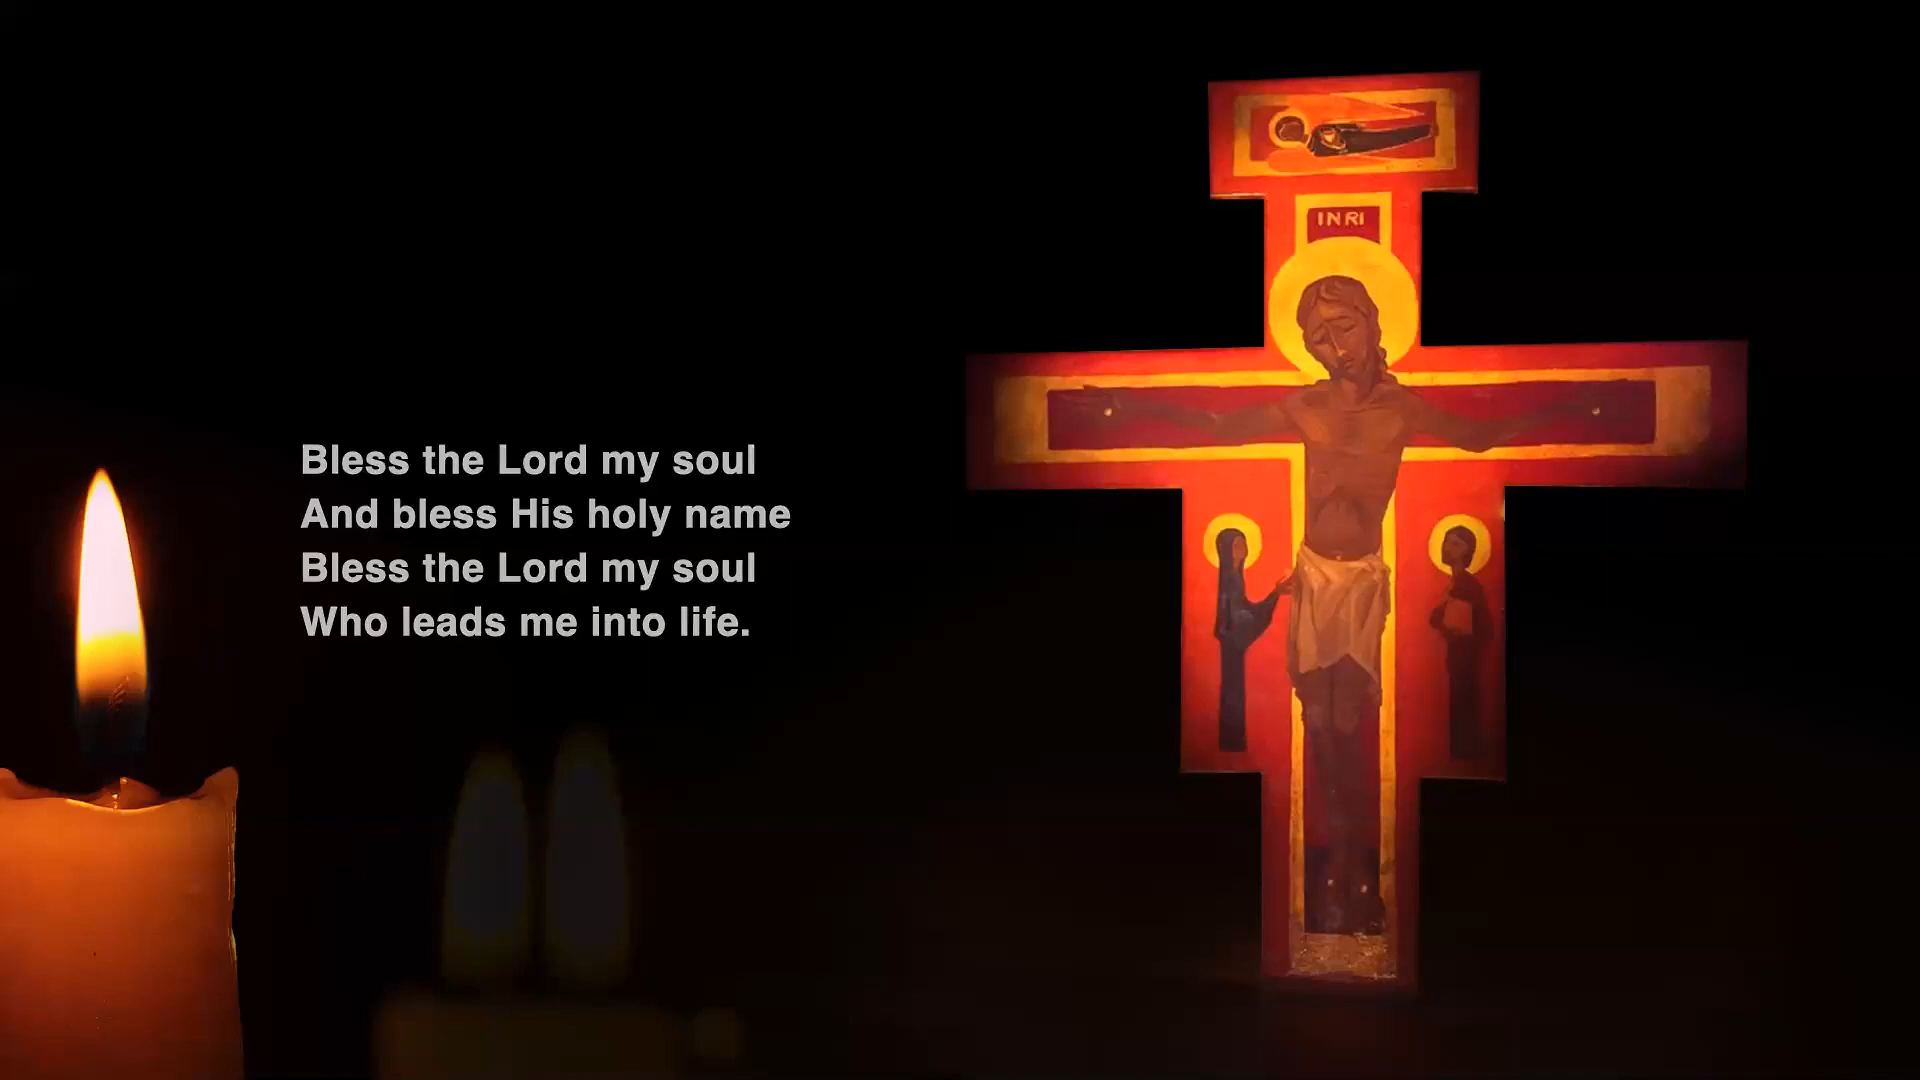 INRI
Bless the Lord my soul
And bless His holy name
Bless the Lord my soul
Who leads me into life.